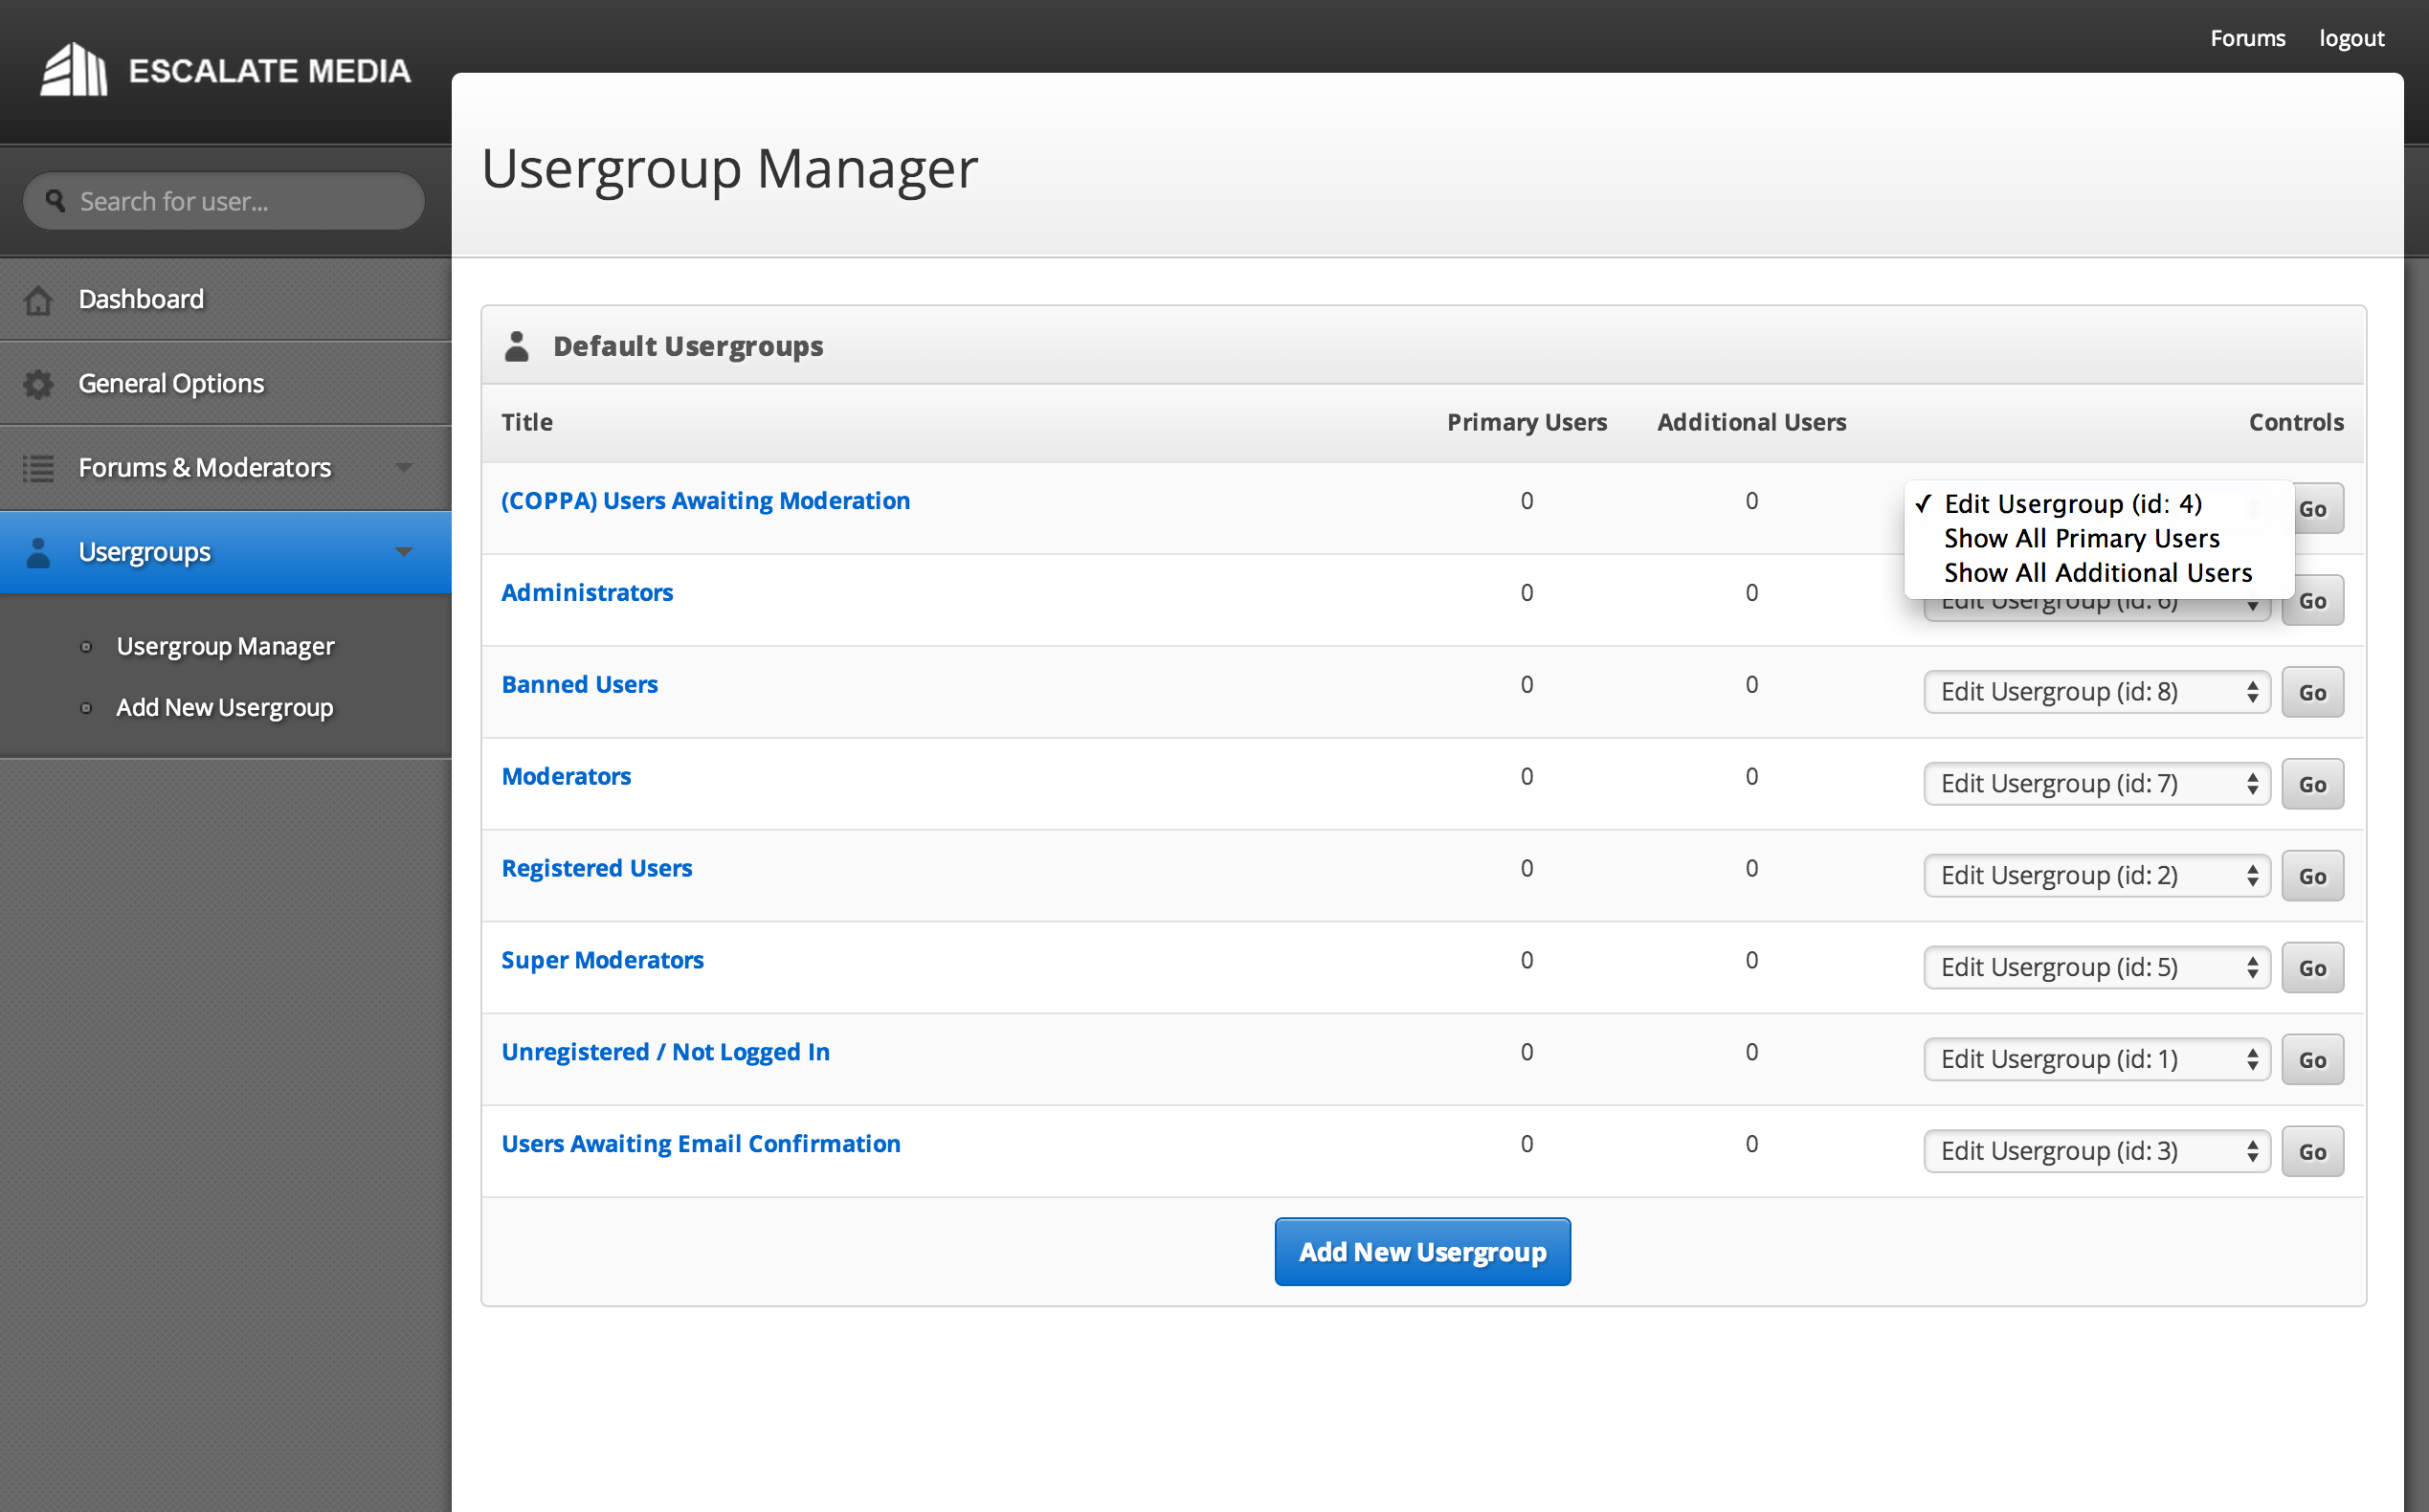 Forums logout
ESCALATE MEDIA
Search for user...
Usergroup Manager
Dashboard
General Options
Forums & Moderators
Usergroups
Usergroup Manager
Add New Usergroup
Default Usergroups
Title Primary Users Additional Users Controls
(COPPA) Users Awaiting Moderation 0 0 ✓ Edit Usergroup (id: 4) Go
Show All Primary Users
Show All Additional Users
Administrators 0 0 Edit Usergroup (id: 6) Go
Banned Users 0 0 Edit Usergroup (id: 8) Go
Moderators 0 0 Edit Usergroup (id: 7) Go
Registered Users 0 0 Edit Usergroup (id: 2) Go
Super Moderators 0 0 Edit Usergroup (id: 5) Go
Unregistered / Not Logged In 0 0 Edit Usergroup (id: 1) Go
Users Awaiting Email Confirmation 0 0 Edit Usergroup (id: 3) Go
Add New Usergroup